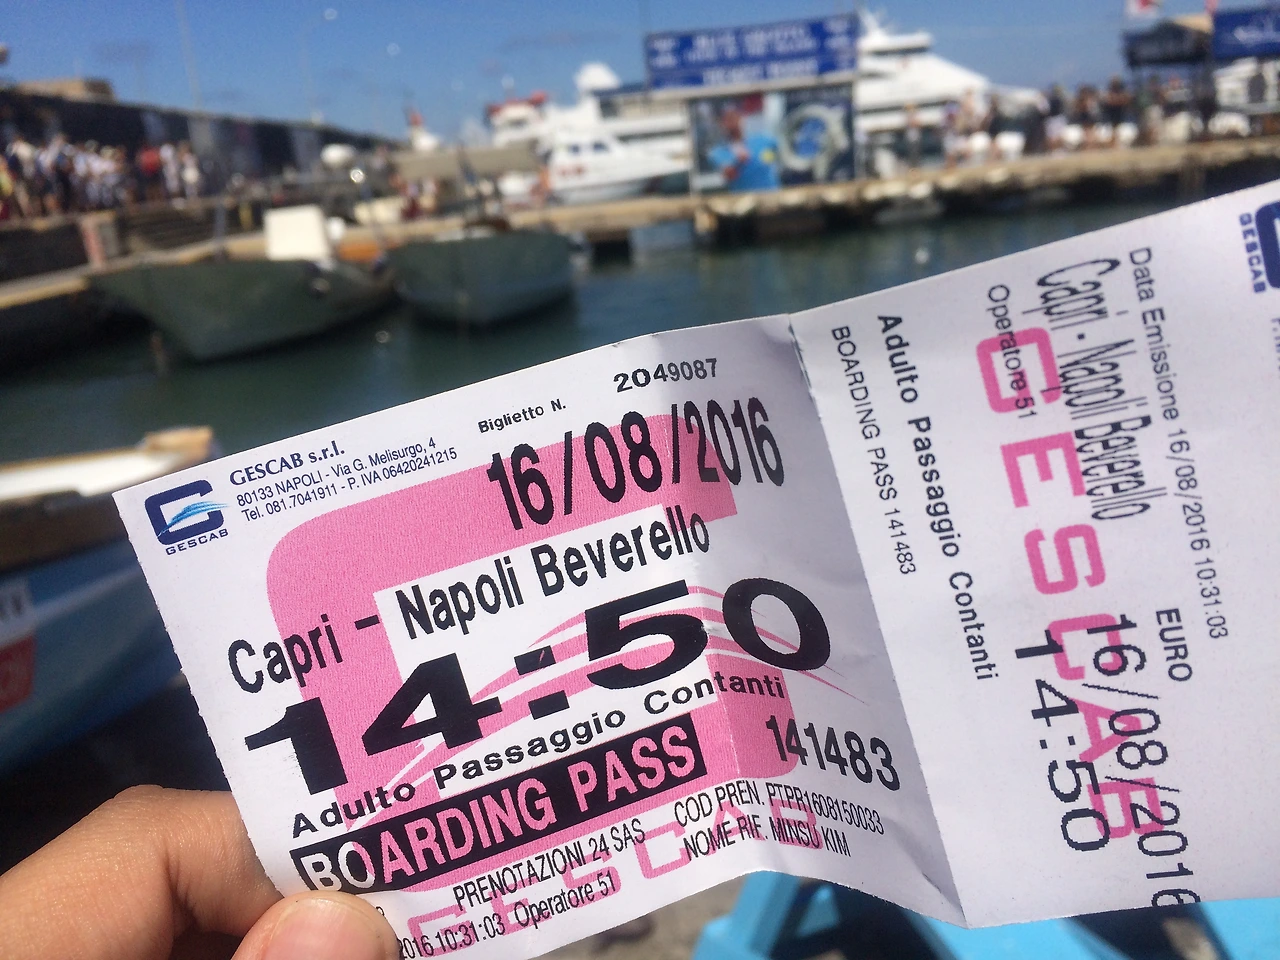 GESCAB
GESCAB s.r.l.
80133 NAPOLI - Via G. Melisurgo, 4
Tel. 081.7041911 - P. IVA 06420241215
Biglietto N. 2049087
16/08/2016
Capri - Napoli Beverello
14:50
Adulto Passaggio Contanti
BOARDING PASS 141483
PRENOTAZIONI 24 SAS COD PREN. PTPR1608150033
NOME RIF. MINSU KIM
2016 10:31:03 Operatore 51
GESCAB
GESCAB
Data Emissione 16/08/2016 10:31:03
Capri - Napoli Beverello
EURO
16/08/2016
Operatore 51
14:50
GESCAB
Adulto Passaggio Contanti
BOARDING PASS 141483